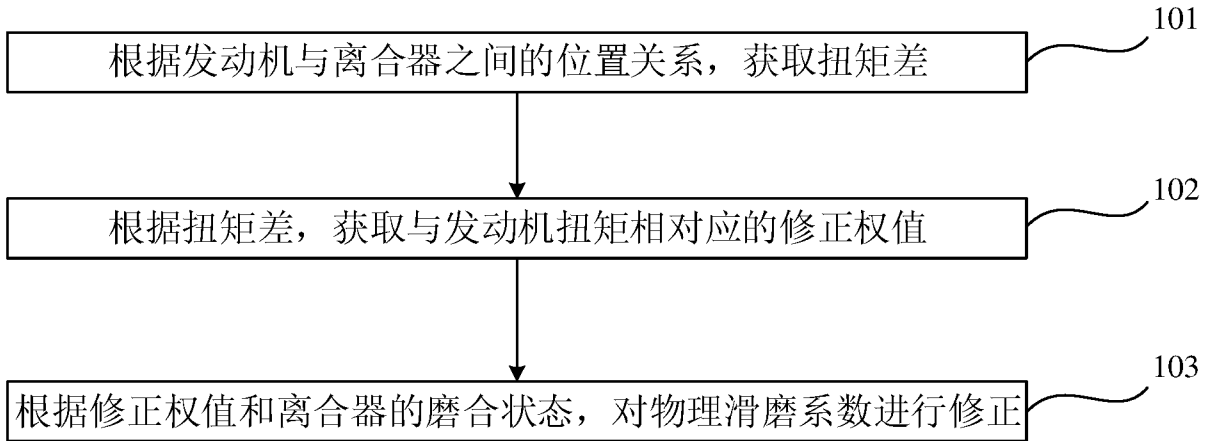 101
根据发动机与离合器之间的位置关系，获取扭矩差
102
根据扭矩差，获取与发动机扭矩相对应的修正权值
103
根据修正权值和离合器的磨合状态，对物理滑磨系数进行修正